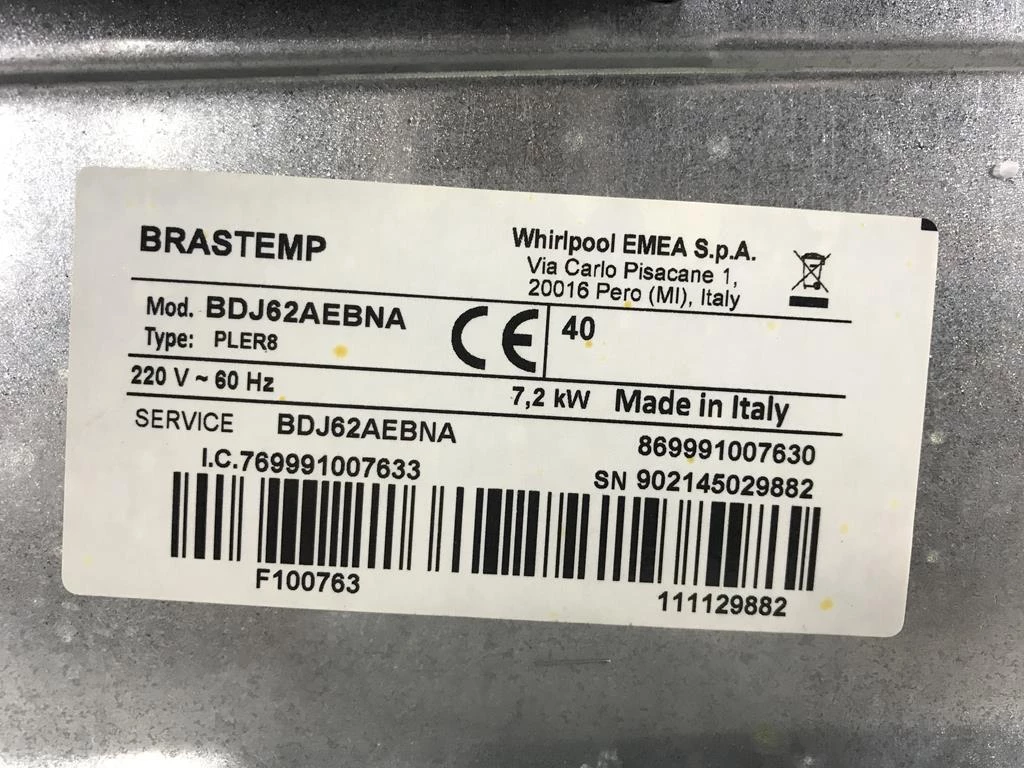 BRASTEMP
Whirlpool EMEA S.p.A.
Via Carlo Pisacane 1,
20016 Pero (MI), Italy
Mod. BDJ62AEBNA
Type: PLER8
CE
40
220 V ~ 60 Hz
7,2 kW Made in Italy
SERVICE BDJ62AEBNA
869991007630
I.C.769991007633
SN 902145029882
F100763
111129882